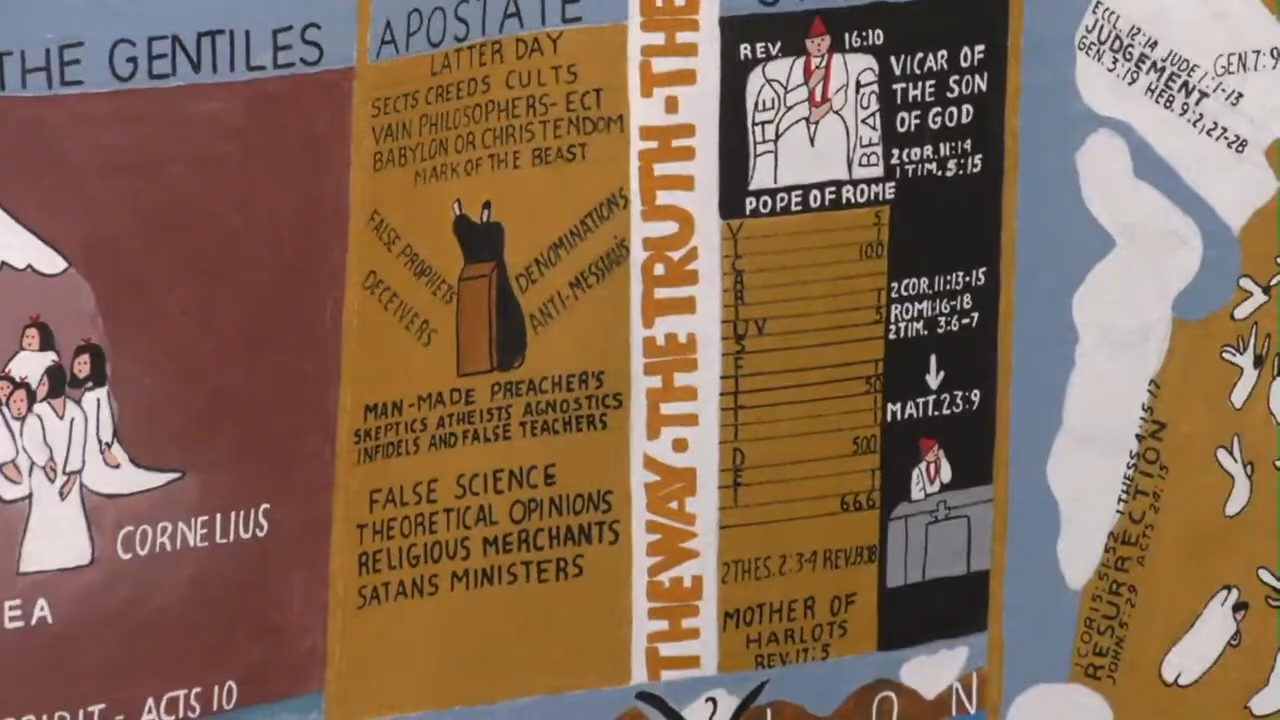 THE GENTILES
CORNELIUS
EA
ACTS 10
APOSTATE
LATTER DAY
SECTS CREEDS CULTS
VAIN PHILOSOPHERS- ECT
BABYLON OR CHRISTENDOM
MARK OF THE BEAST
FALSE PROPHETS
DECEIVERS
DENOMINATIONS
ANTI-MESSIAHS
MAN-MADE PREACHER'S
SKEPTICS ATHEISTS AGNOSTICS
INFIDELS AND FALSE TEACHERS
FALSE SCIENCE
THEORETICAL OPINIONS
RELIGIOUS MERCHANTS
SATANS MINISTERS
THE WAY·THE TRUTH·THE
REV. 16:10
THE BEAST
POPE OF ROME
VICAR OF
THE SON
OF GOD
2COR.11:14
1TIM.5:15
V 5
I 1
C 100
A
R
I 1
U V 5
S
F
I 1
L 50
I 1
I 1
D 500
E
I 1
666
2THES.2:3-4 REV.13:18
MOTHER OF
HARLOTS
REV.17:5
2COR.11:13-15
ROM1:16-18
2TIM. 3:6-7
MATT.23:9
ECCL.12:14 JUDE 1:1-13
JUDGEMENT
GEN.3:19 HEB.9:2,27-28
GEN.7:9
1COR 15:51-52 1THESS 4:15-17
RESURRECTION
JOHN.5:29 ACTS 24:15
2
O N